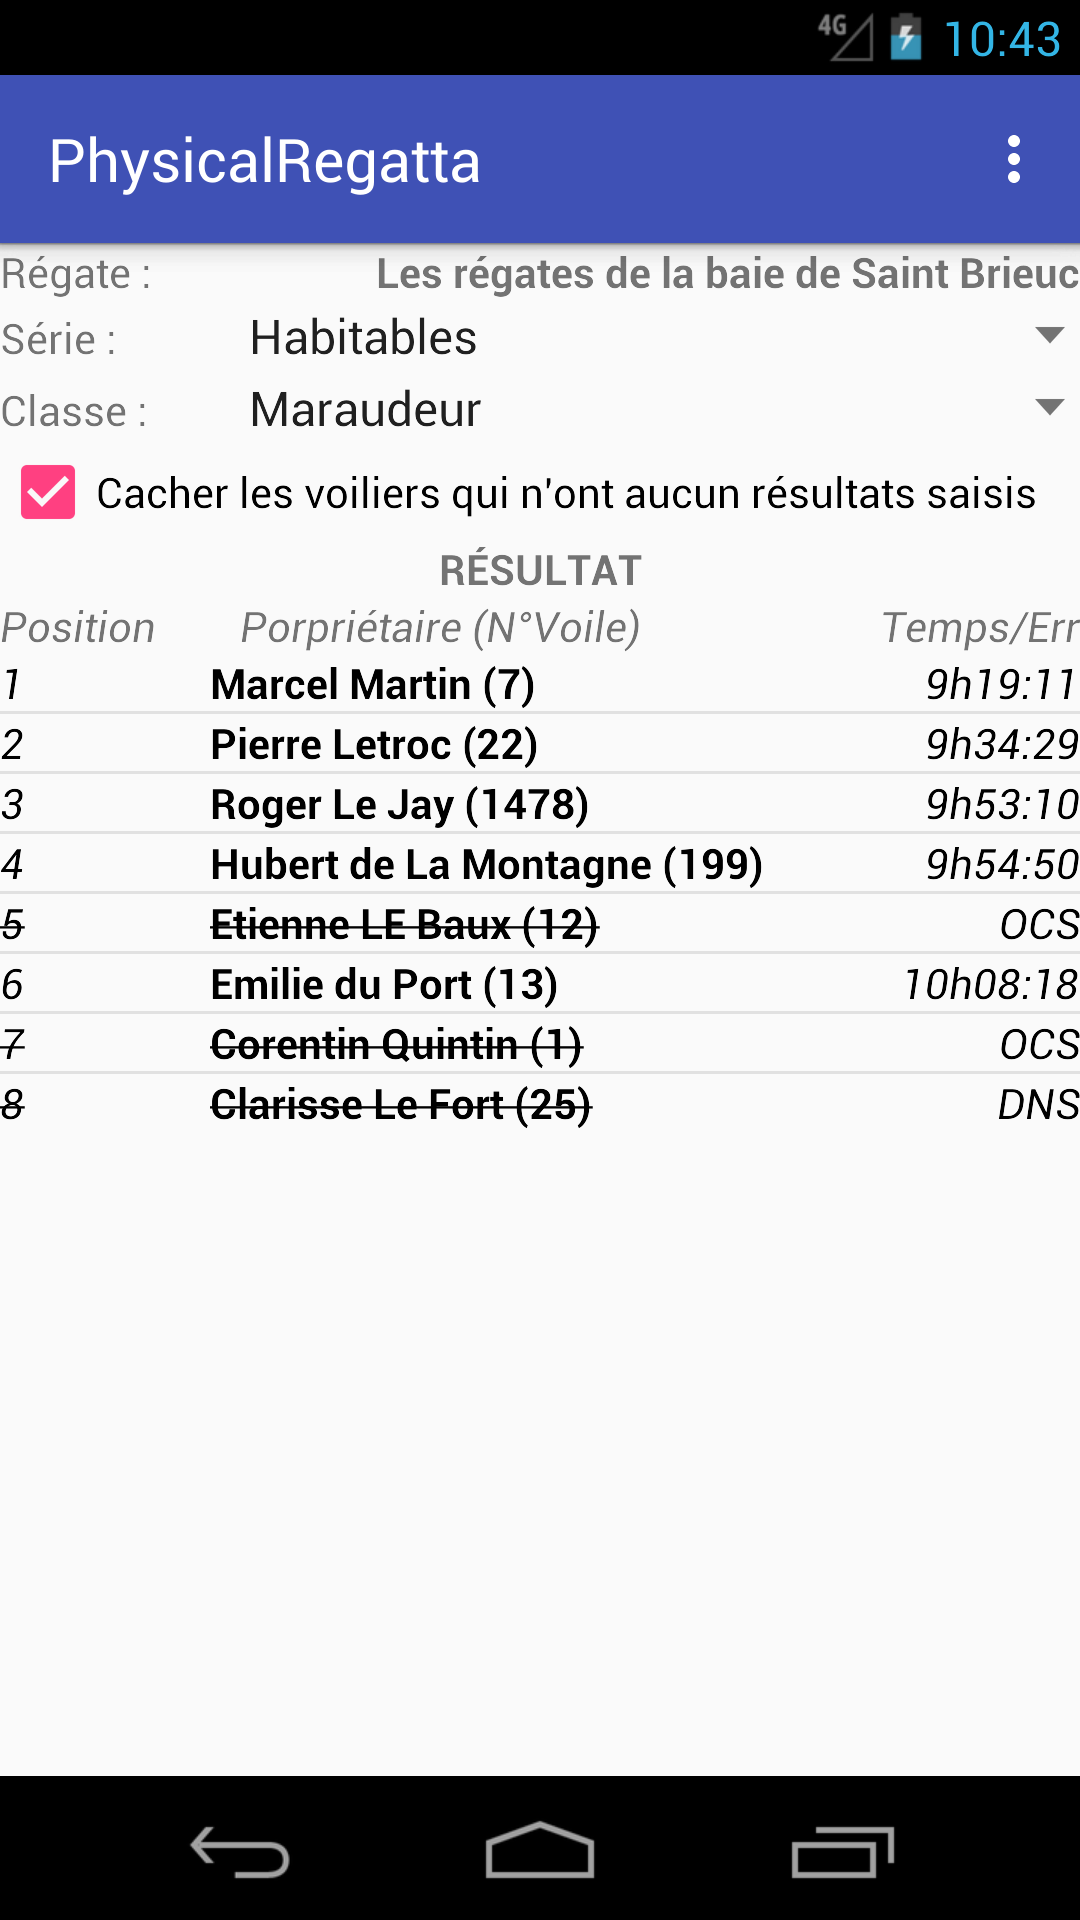 4G 10:43
PhysicalRegatta
Régate : Les régates de la baie de Saint Brieuc
Série : Habitables
Classe : Maraudeur
Cacher les voiliers qui n'ont aucun résultats saisis
RÉSULTAT
Position Porpriétaire (N°Voile) Temps/Err
1 Marcel Martin (7) 9h19:11
2 Pierre Letroc (22) 9h34:29
3 Roger Le Jay (1478) 9h53:10
4 Hubert de La Montagne (199) 9h54:50
5 Etienne LE Baux (12) OCS
6 Emilie du Port (13) 10h08:18
7 Corentin Quintin (1) OCS
8 Clarisse Le Fort (25) DNS